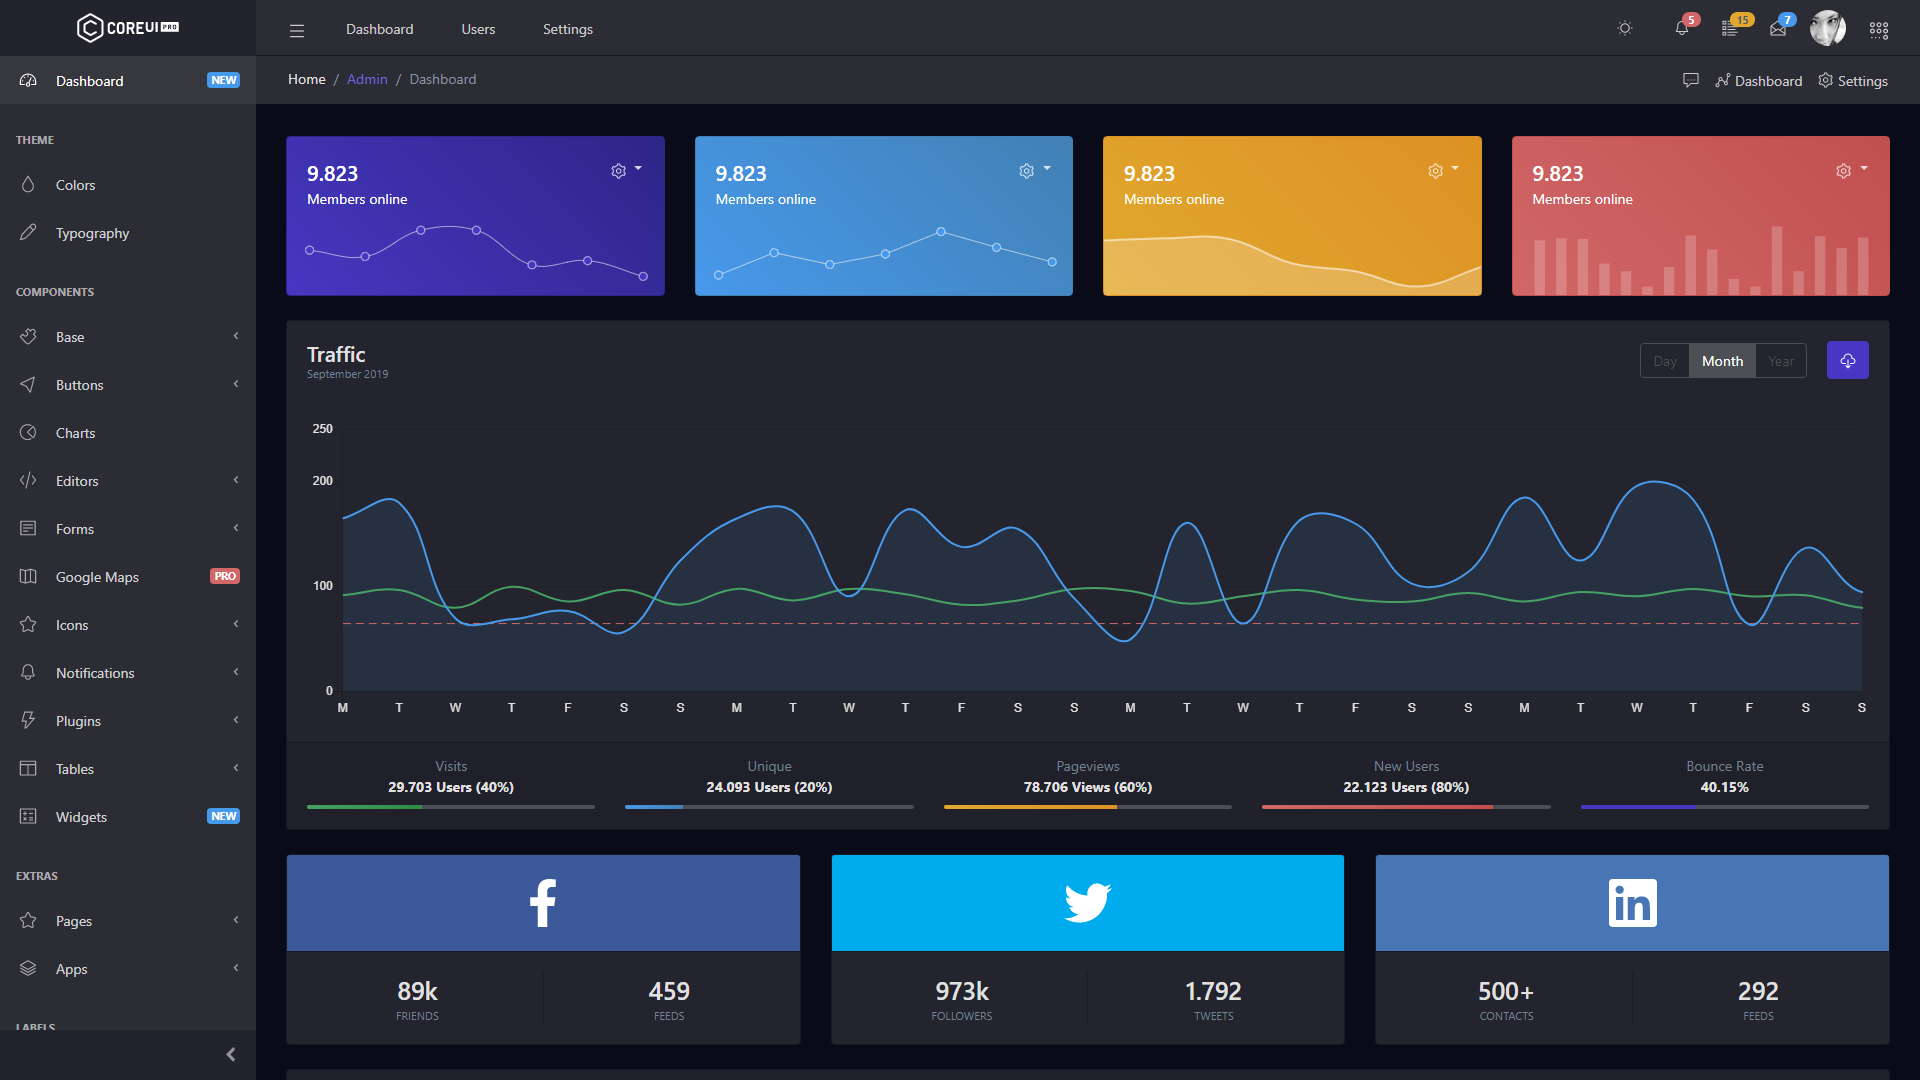 COREUI PRO
Dashboard Users Settings
5 15 7
Dashboard NEW
Home / Admin / Dashboard
Dashboard Settings
THEME
Colors
Typography
COMPONENTS
Base
Buttons
Charts
Editors
Forms
Google Maps PRO
Icons
Notifications
Plugins
Tables
Widgets NEW
EXTRAS
Pages
Apps
LABELS
9.823
Members online
9.823
Members online
9.823
Members online
9.823
Members online
Traffic
September 2019
Day Month Year
250
200
100
0
M T W T F S S M T W T F S S M T W T F S S M T W T F S S
Visits
29.703 Users (40%)
Unique
24.093 Users (20%)
Pageviews
78.706 Views (60%)
New Users
22.123 Users (80%)
Bounce Rate
40.15%
89k
FRIENDS
459
FEEDS
973k
FOLLOWERS
1.792
TWEETS
in
500+
CONTACTS
292
FEEDS